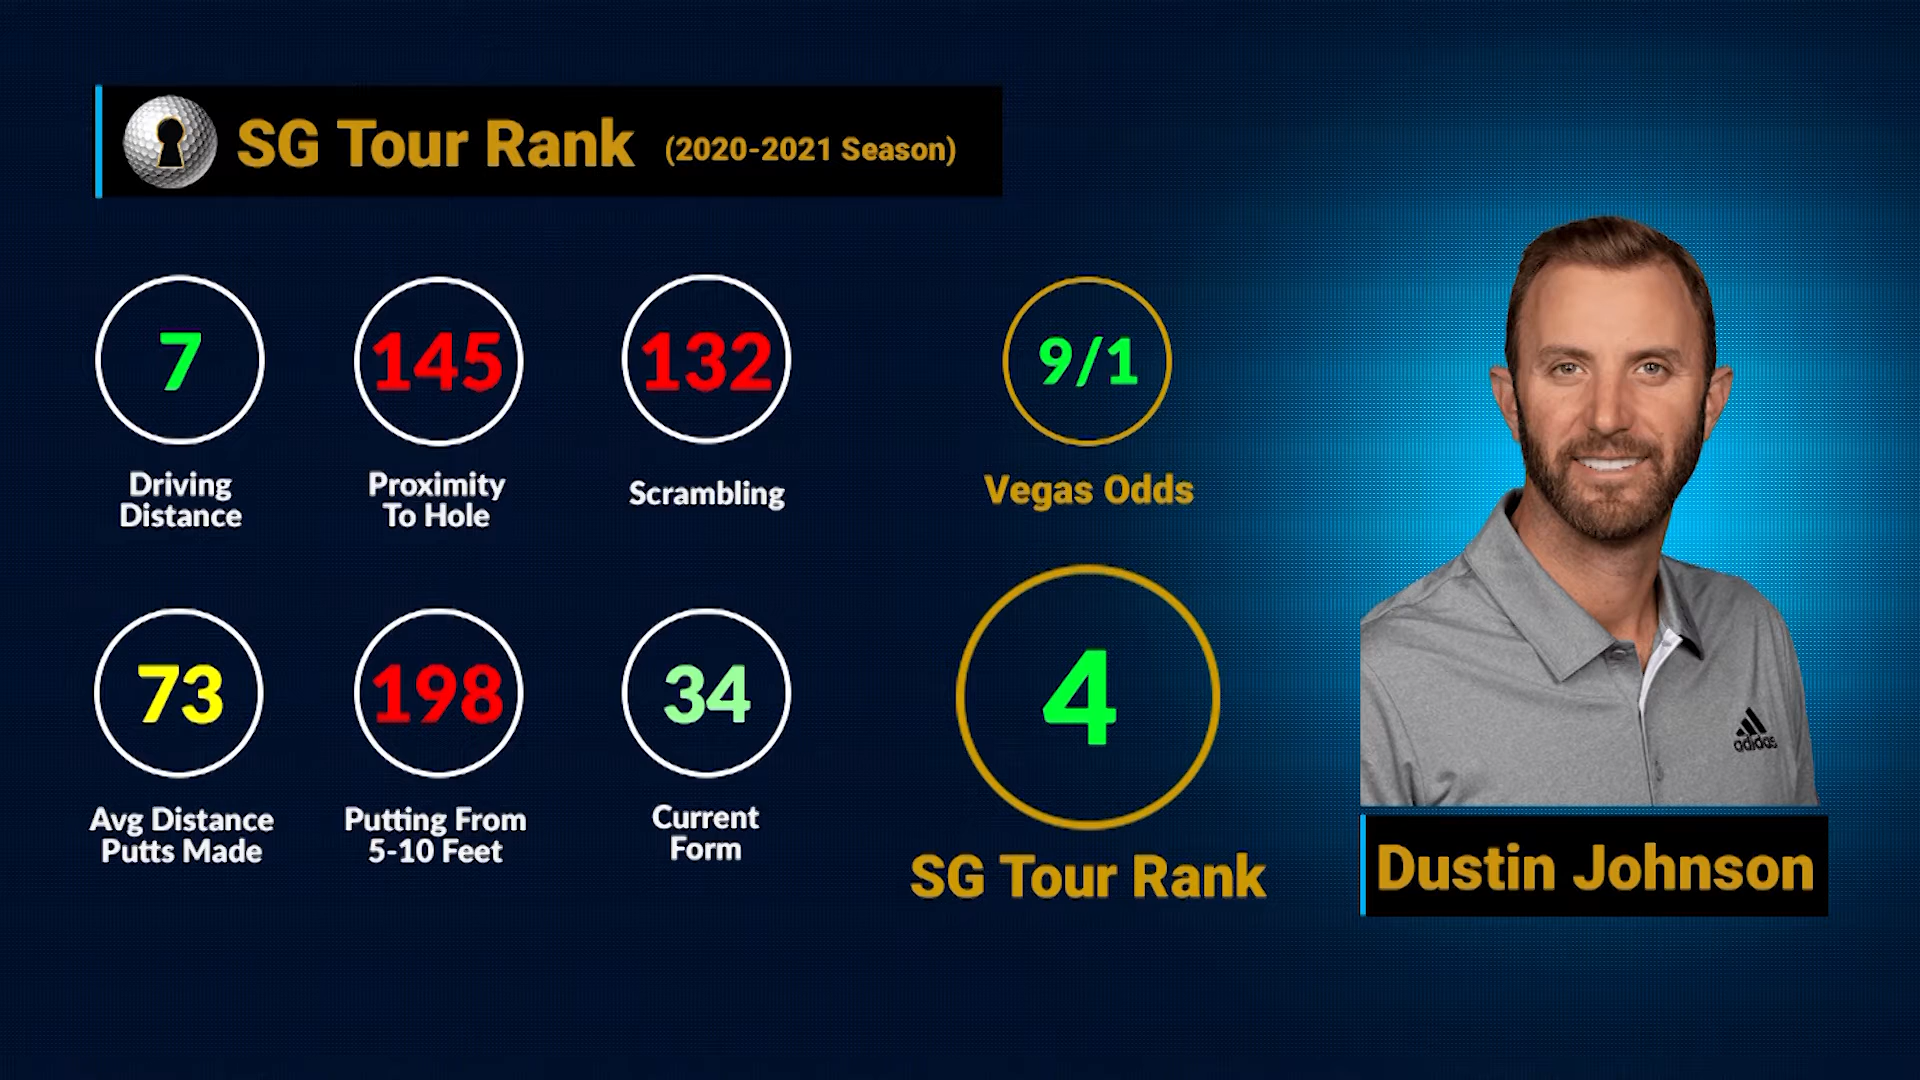 SG Tour Rank (2020-2021 Season)
7
145
132
9/1
Driving
Distance
Proximity
To Hole
Scrambling
Vegas Odds
73
198
34
4
Avg Distance
Putts Made
Putting From
5-10 Feet
Current
Form
SG Tour Rank
adidas
Dustin Johnson